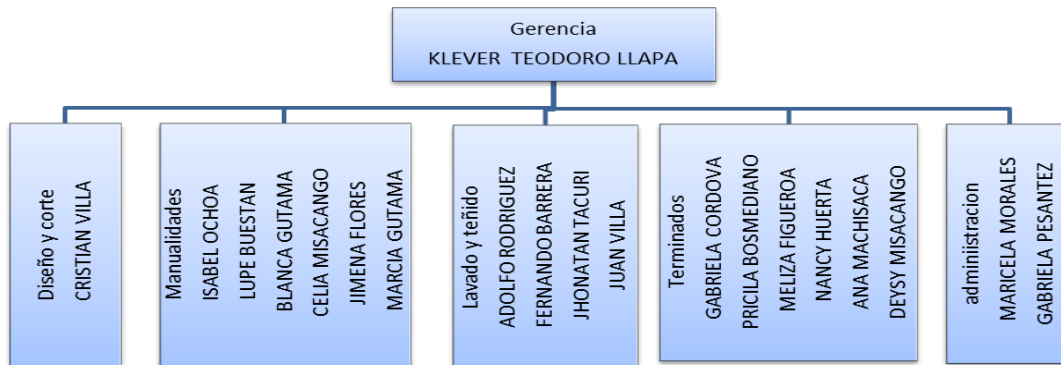 Gerencia
KLEVER TEODORO LLAPA
Diseño y corte
CRISTIAN VILLA
Manualidades
ISABEL OCHOA
LUPE BUESTAN
BLANCA GUTAMA
CELIA MISACANGO
JIMENA FLORES
MARCIA GUTAMA
Lavado y teñido
ADOLFO RODRIGUEZ
FERNANDO BARRERA
JHONATAN TACURI
JUAN VILLA
Terminados
GABRIELA CORDOVA
PRICILA BOSMEDIANO
MELIZA FIGUEROA
NANCY HUERTA
ANA MACHISACA
DEYSY MISACANGO
adminiistracion
MARICELA MORALES
GABRIELA PESANTEZ